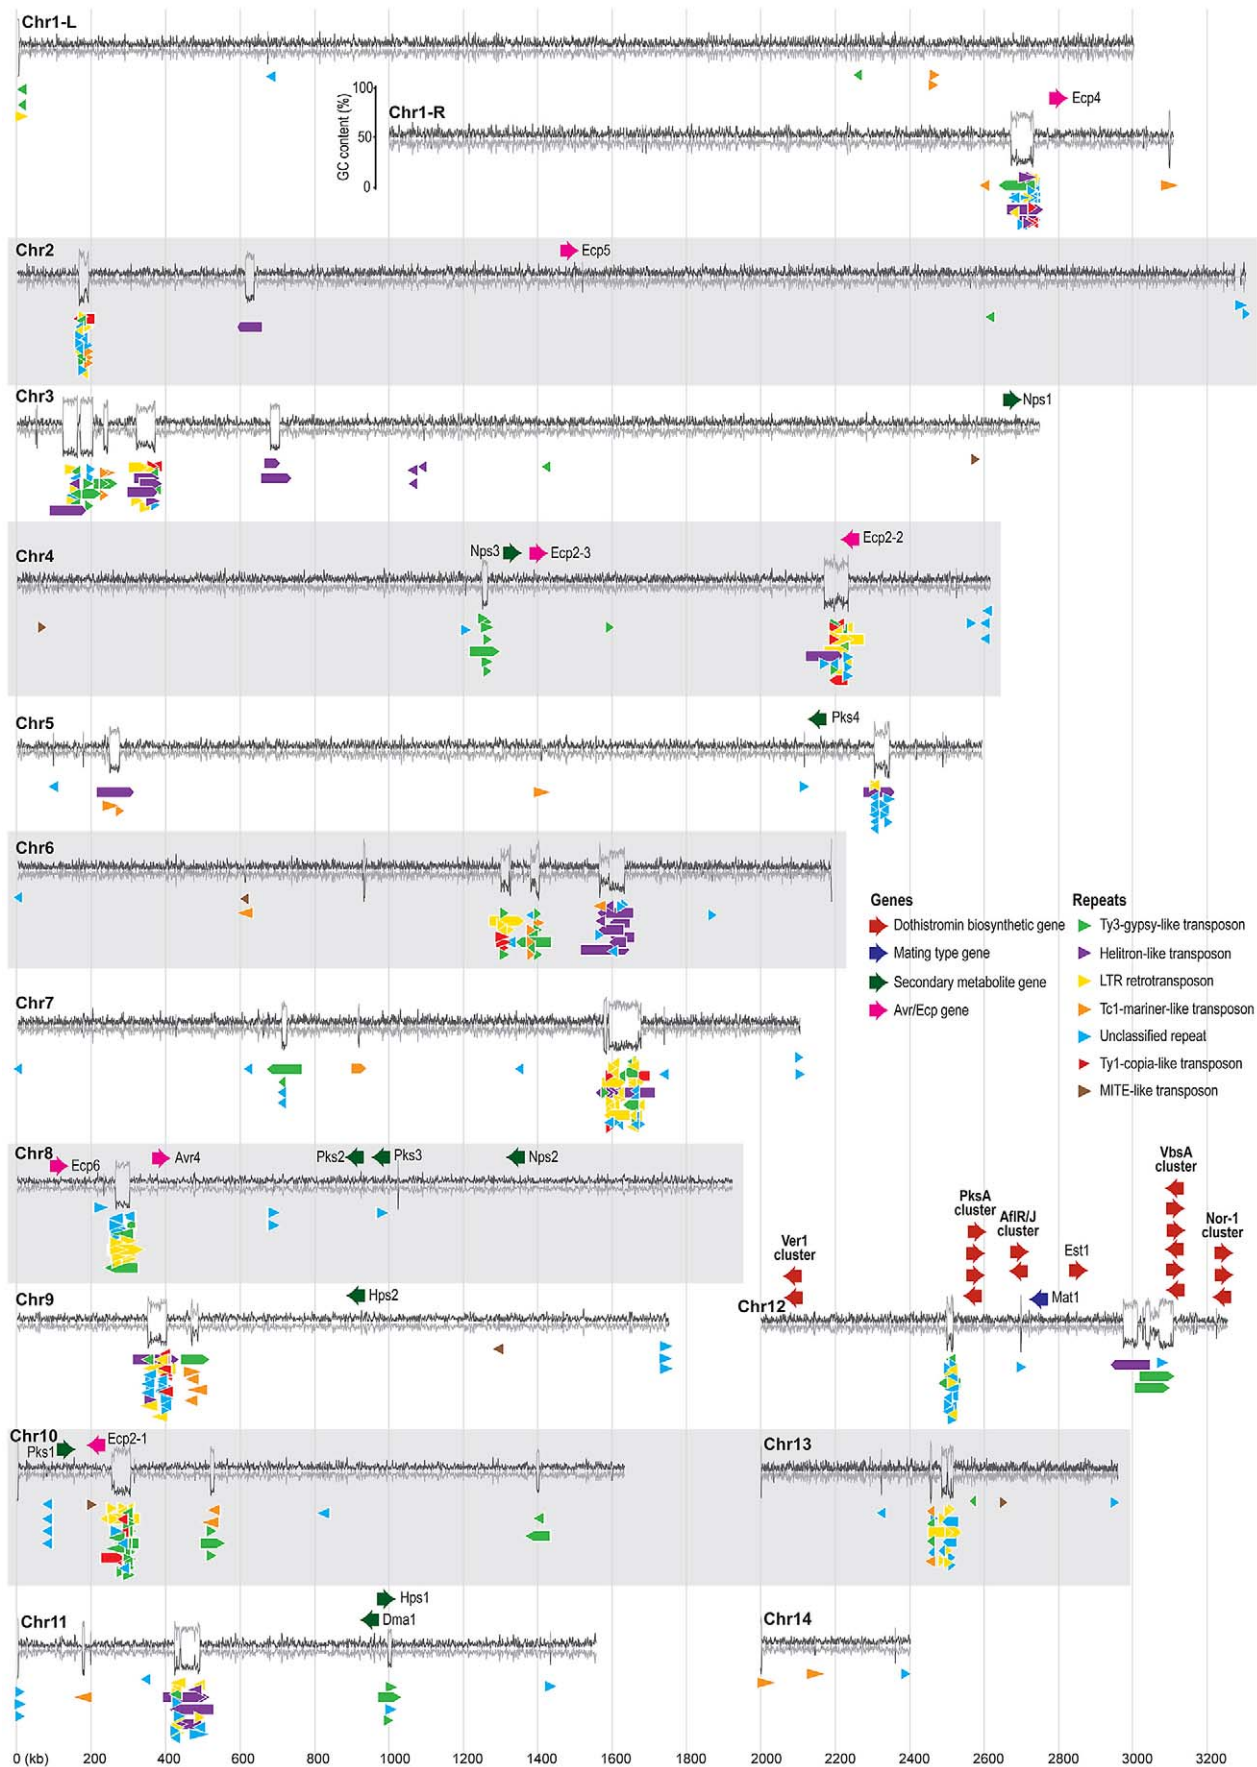 Chr1-L
100
GC content (%)
50
0
Chr1-R
Ecp4
Chr2
Ecp5
Chr3
Nps1
Chr4
Nps3
Ecp2-3
Ecp2-2
Chr5
Pks4
Chr6
Genes
Dothistromin biosynthetic gene
Mating type gene
Secondary metabolite gene
Avr/Ecp gene
Repeats
Ty3-gypsy-like transposon
Helitron-like transposon
LTR retrotransposon
Tc1-mariner-like transposon
Unclassified repeat
Ty1-copia-like transposon
MITE-like transposon
Chr7
Chr8
Ecp6
Avr4
Pks2
Pks3
Nps2
VbsA
cluster
PksA
cluster
AflR/J
cluster
Nor-1
cluster
Ver1
cluster
Est1
Chr9
Hps2
Chr12
Mat1
Chr10
Pks1
Ecp2-1
Chr13
Chr11
Hps1
Dma1
Chr14
0 (kb) 200 400 600 800 1000 1200 1400 1600 1800 2000 2200 2400 2600 2800 3000 3200